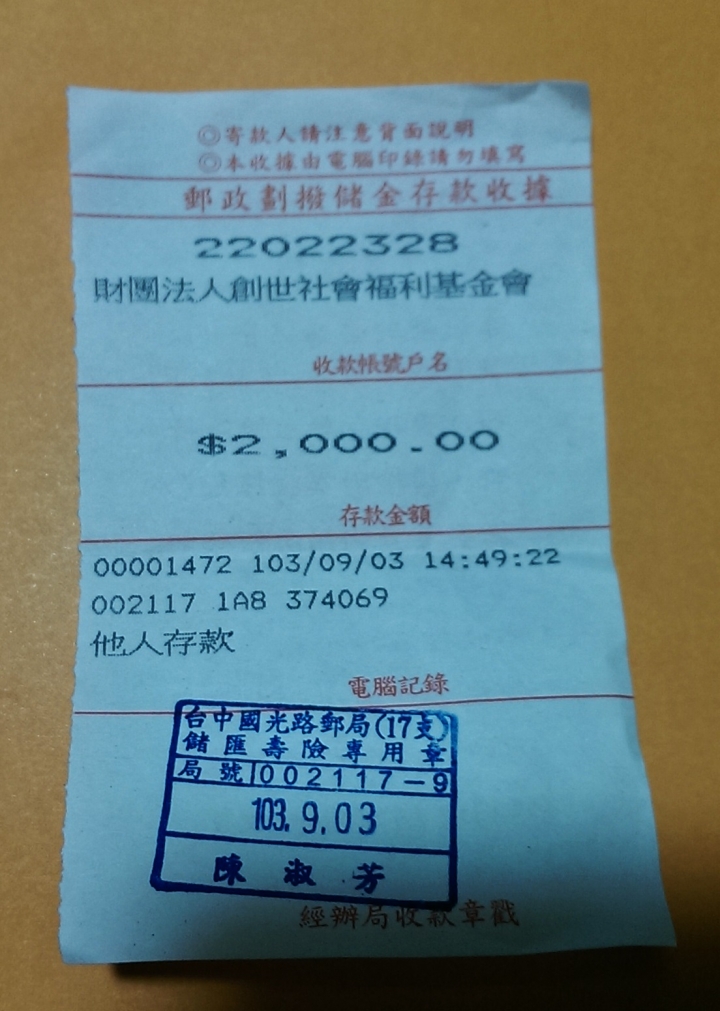 ◎寄款人請注意背面說明
◎本收據由電腦印錄請勿填寫
郵政劃撥儲金存款收據
22022328
財團法人創世社會福利基金會
收款帳號戶名
$2,000.00
存款金額
00001472 103/09/03 14:49:22
002117 1A8 374069
他人存款
電腦記錄
台中國光路郵局(17支)
儲匯壽險專用章
局號 002117-9
103.9.03
陳淑芳
經辦局收款章戳